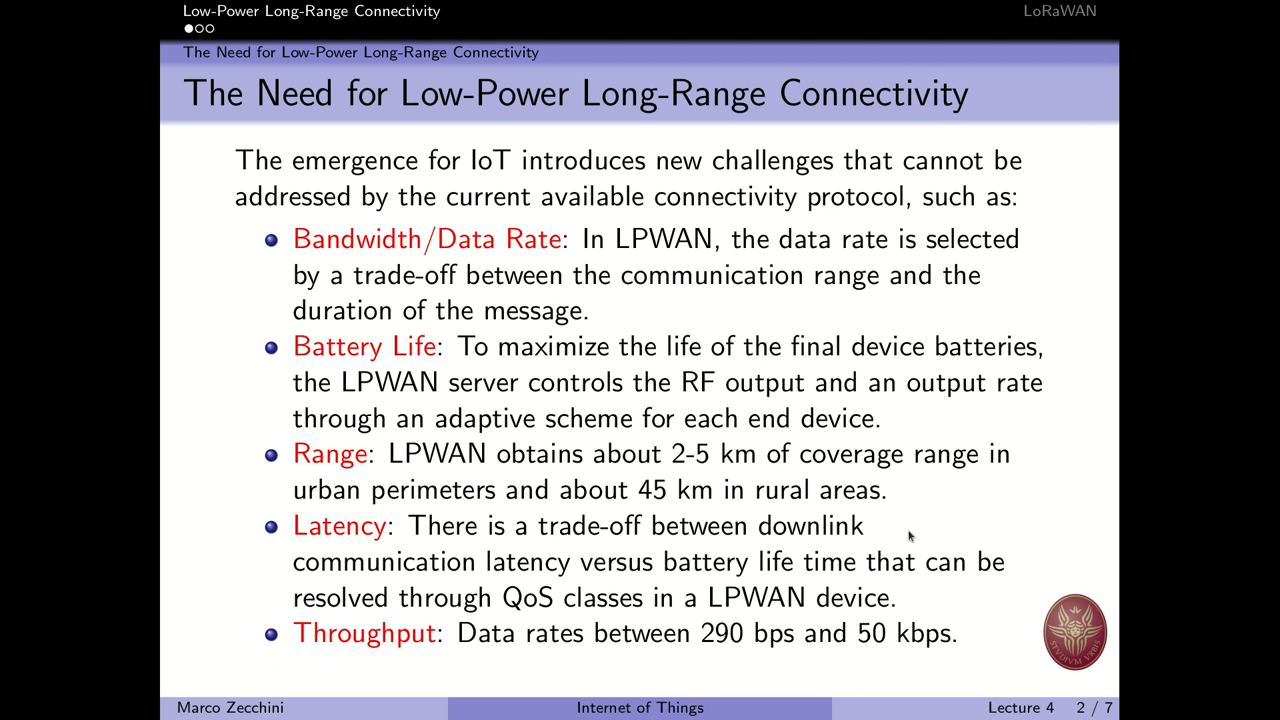 Low-Power Long-Range Connectivity
LoRaWAN
The Need for Low-Power Long-Range Connectivity
The Need for Low-Power Long-Range Connectivity
The emergence for IoT introduces new challenges that cannot be
addressed by the current available connectivity protocol, such as:
Bandwidth/Data Rate: In LPWAN, the data rate is selected
by a trade-off between the communication range and the
duration of the message.
Battery Life: To maximize the life of the final device batteries,
the LPWAN server controls the RF output and an output rate
through an adaptive scheme for each end device.
Range: LPWAN obtains about 2-5 km of coverage range in
urban perimeters and about 45 km in rural areas.
Latency: There is a trade-off between downlink
communication latency versus battery life time that can be
resolved through QoS classes in a LPWAN device.
Throughput: Data rates between 290 bps and 50 kbps.
STVDIVM VRBIS
Marco Zecchini
Internet of Things
Lecture 4 2 / 7